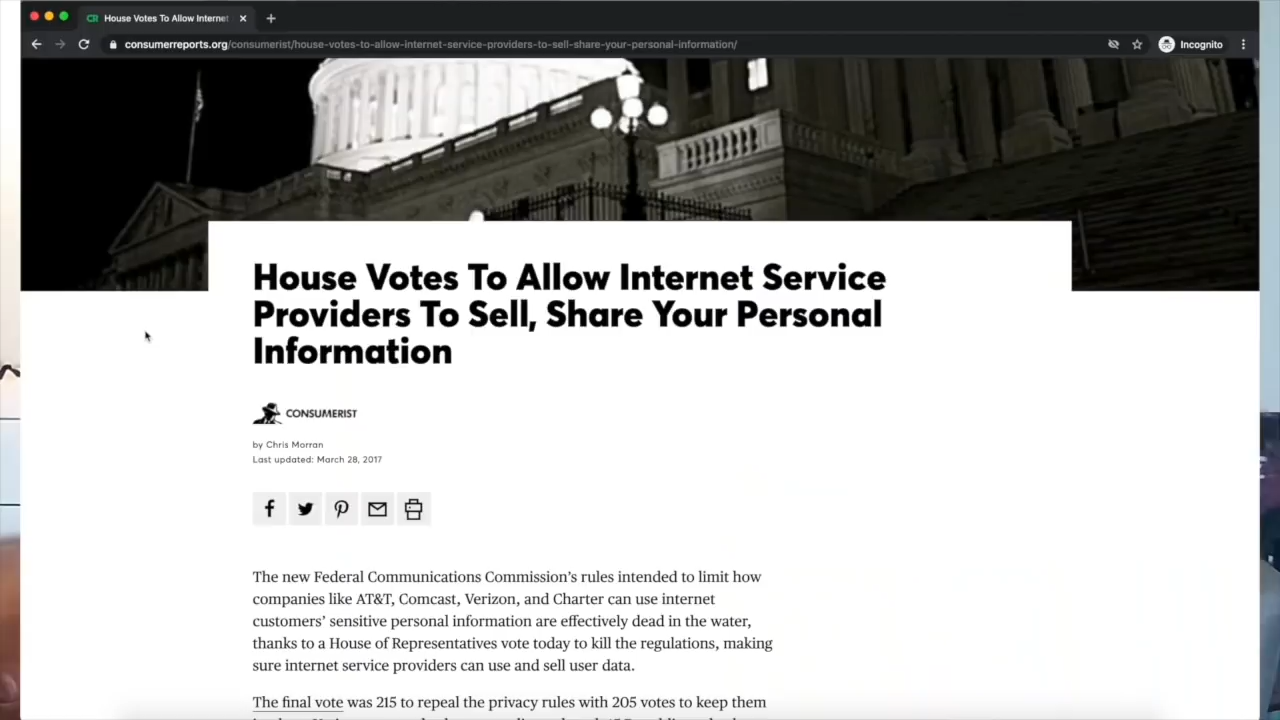 House Votes To Allow Internet
consumerreports.org/consumerist/house-votes-to-allow-internet-service-providers-to-sell-share-your-personal-information/
Incognito
House Votes To Allow Internet Service
Providers To Sell, Share Your Personal
Information
CONSUMERIST
by Chris Morran
Last updated: March 28, 2017
The new Federal Communications Commission's rules intended to limit how
companies like AT&T, Comcast, Verizon, and Charter can use internet
customers' sensitive personal information are effectively dead in the water,
thanks to a House of Representatives vote today to kill the regulations, making
sure internet service providers can use and sell user data.
The final vote was 215 to repeal the privacy rules with 205 votes to keep them